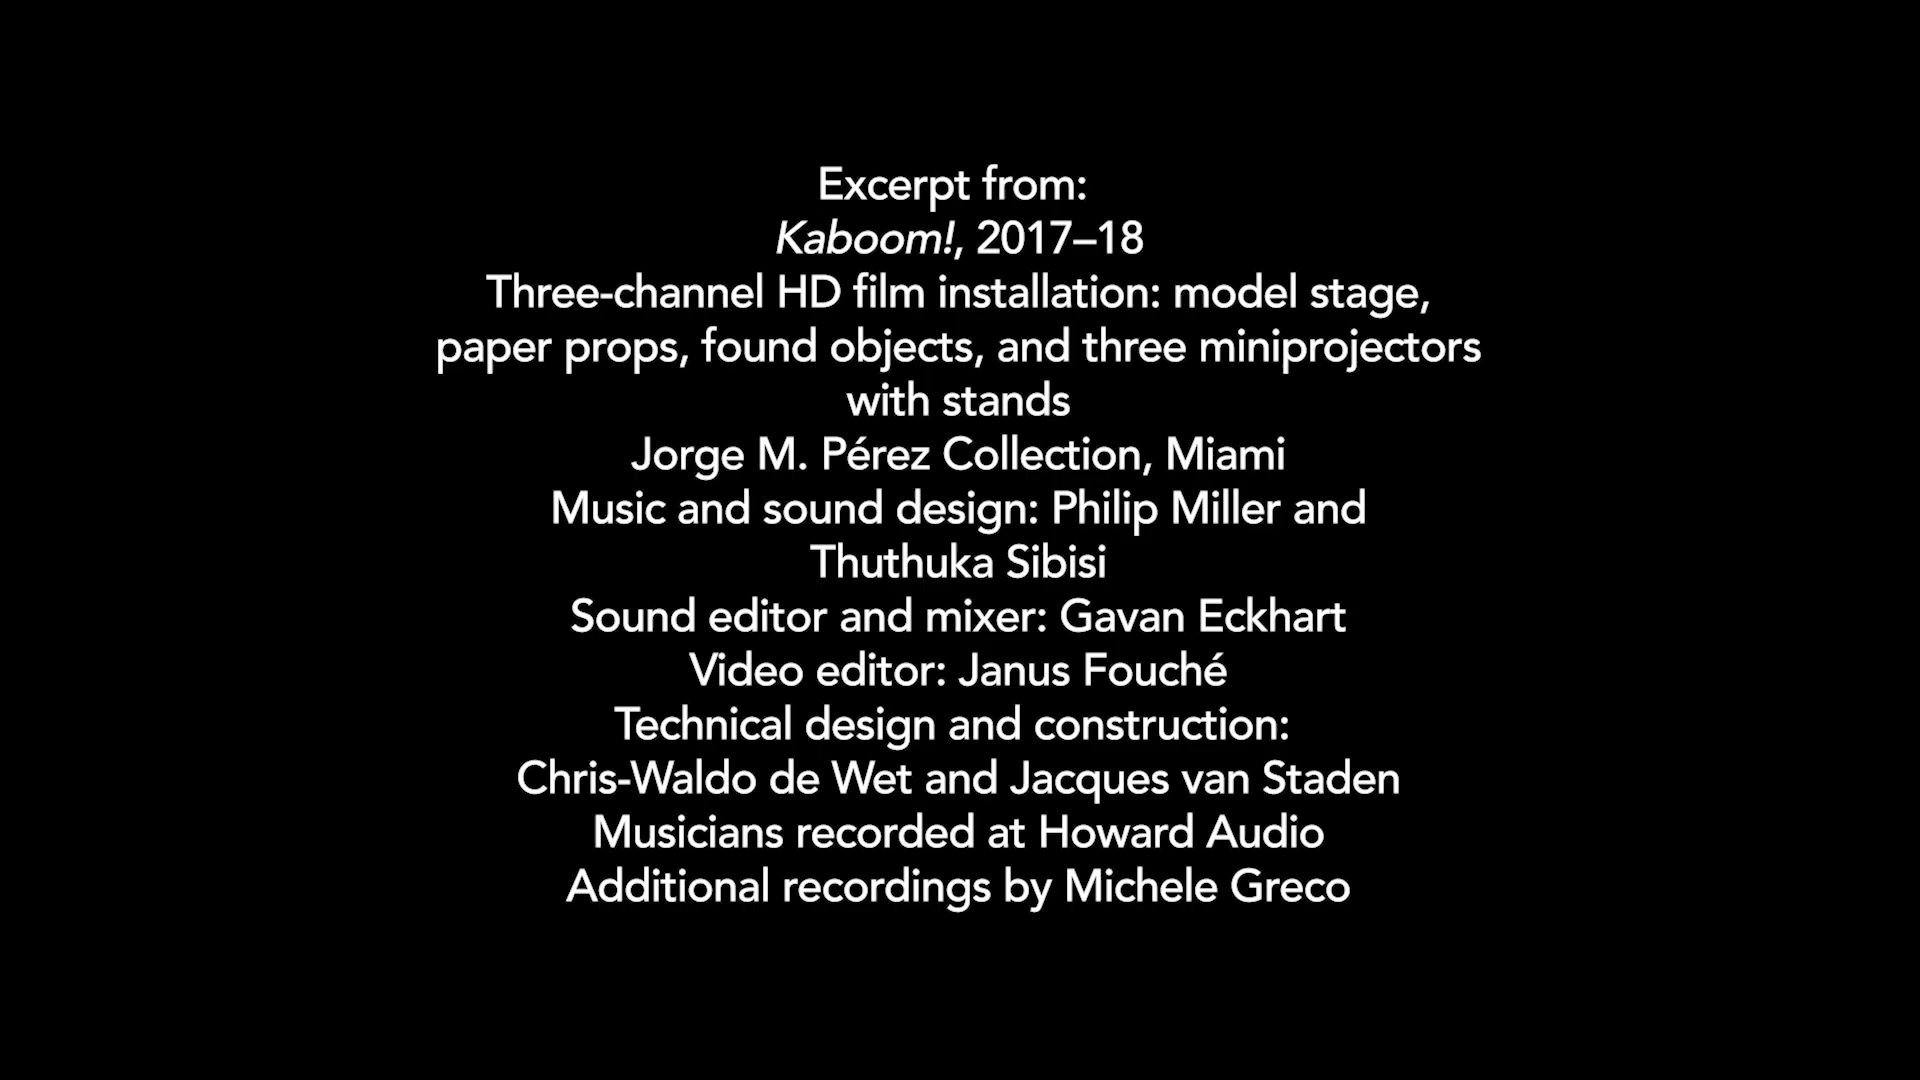 Excerpt from:
Kaboom!, 2017–18
Three-channel HD film installation: model stage,
paper props, found objects, and three miniprojectors
with stands
Jorge M. Pérez Collection, Miami
Music and sound design: Philip Miller and
Thuthuka Sibisi
Sound editor and mixer: Gavan Eckhart
Video editor: Janus Fouché
Technical design and construction:
Chris-Waldo de Wet and Jacques van Staden
Musicians recorded at Howard Audio
Additional recordings by Michele Greco